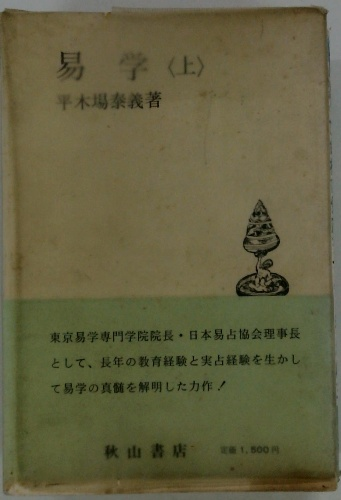 易学〈上〉
平木場泰義著
東京易学専門学院院長・日本易占協会理事長
として、長年の教育経験と実占経験を生かし
て易学の真髄を解明した力作！
秋山書店
定価1,500円